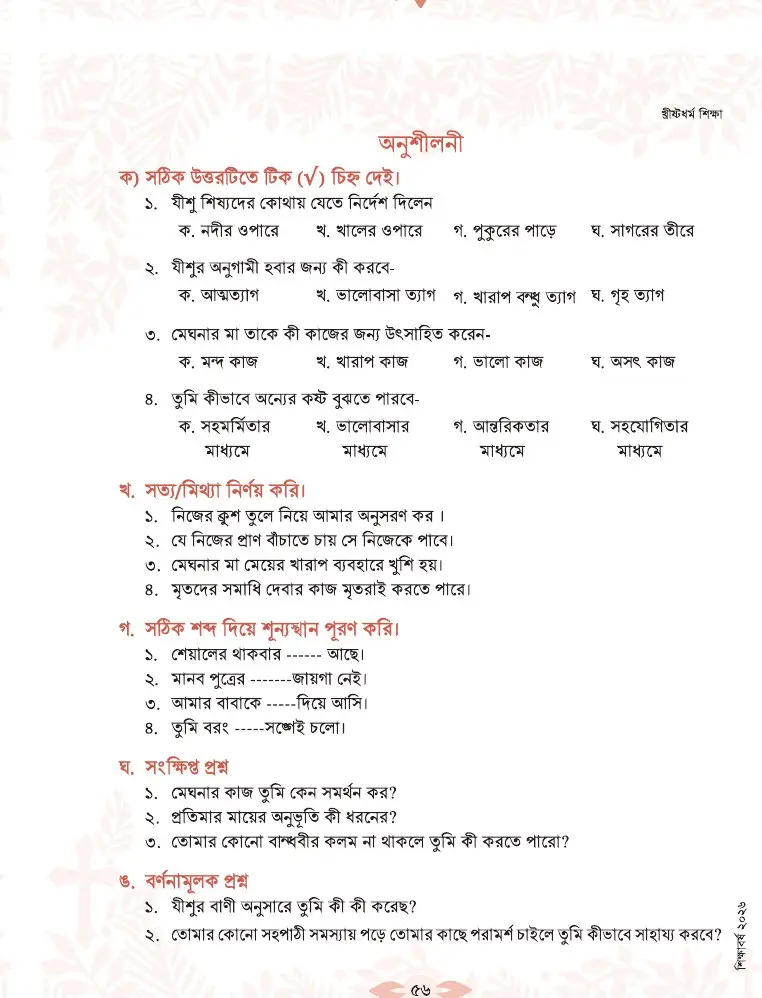 খ্রীষ্টধর্ম শিক্ষা
অনুশীলনী
ক) সঠিক উত্তরটিতে টিক (√) চিহ্ন দেই।
১. যীশু শিষ্যদের কোথায় যেতে নির্দেশ দিলেন
ক. নদীর ওপারে খ. খালের ওপারে গ. পুকুরের পাড়ে ঘ. সাগরের তীরে
২. যীশুর অনুগামী হবার জন্য কী করবে-
ক. আত্মত্যাগ খ. ভালোবাসা ত্যাগ গ. খারাপ বন্ধু ত্যাগ ঘ. গৃহ ত্যাগ
৩. মেঘনার মা তাকে কী কাজের জন্য উৎসাহিত করেন-
ক. মন্দ কাজ খ. খারাপ কাজ গ. ভালো কাজ ঘ. অসৎ কাজ
৪. তুমি কীভাবে অন্যের কষ্ট বুঝতে পারবে-
ক. সহমর্মিতার খ. ভালোবাসার গ. আন্তরিকতার ঘ. সহযোগিতার
মাধ্যমে মাধ্যমে মাধ্যমে মাধ্যমে
খ. সত্য/মিথ্যা নির্ণয় করি।
১. নিজের ক্রুশ তুলে নিয়ে আমার অনুসরণ কর ।
২. যে নিজের প্রাণ বাঁচাতে চায় সে নিজেকে পাবে।
৩. মেঘনার মা মেয়ের খারাপ ব্যবহারে খুশি হয়।
৪. মৃতদের সমাধি দেবার কাজ মৃতরাই করতে পারে।
গ. সঠিক শব্দ দিয়ে শূন্যস্থান পূরণ করি।
১. শেয়ালের থাকবার ------ আছে।
২. মানব পুত্রের -------জায়গা নেই।
৩. আমার বাবাকে -----দিয়ে আসি।
৪. তুমি বরং -----সঙ্গেই চলো।
ঘ. সংক্ষিপ্ত প্রশ্ন
১. মেঘনার কাজ তুমি কেন সমর্থন কর?
২. প্রতিমার মায়ের অনুভূতি কী ধরনের?
৩. তোমার কোনো বান্ধবীর কলম না থাকলে তুমি কী করতে পারো?
ঙ. বর্ণনামূলক প্রশ্ন
১. যীশুর বাণী অনুসারে তুমি কী কী করেছ?
২. তোমার কোনো সহপাঠী সমস্যায় পড়ে তোমার কাছে পরামর্শ চাইলে তুমি কীভাবে সাহায্য করবে?
শিক্ষাবর্ষ ২০২৬
৫৬